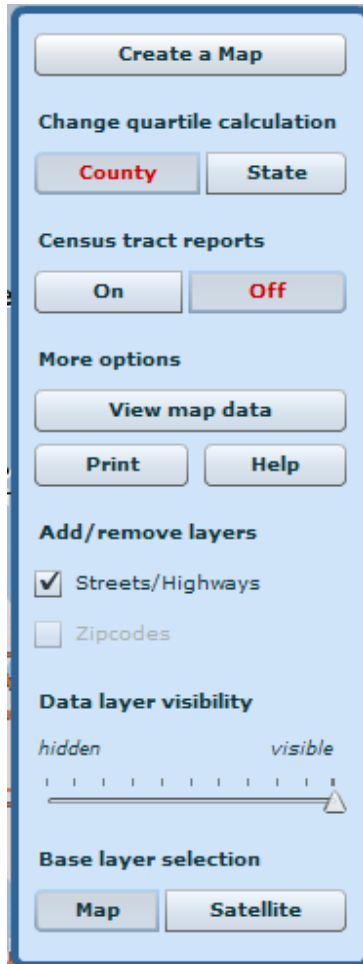 Create a Map
Change quartile calculation
County State
Census tract reports
On Off
More options
View map data
Print Help
Add/remove layers
Streets/Highways
Zipcodes
Data layer visibility
hidden visible
Base layer selection
Map Satellite